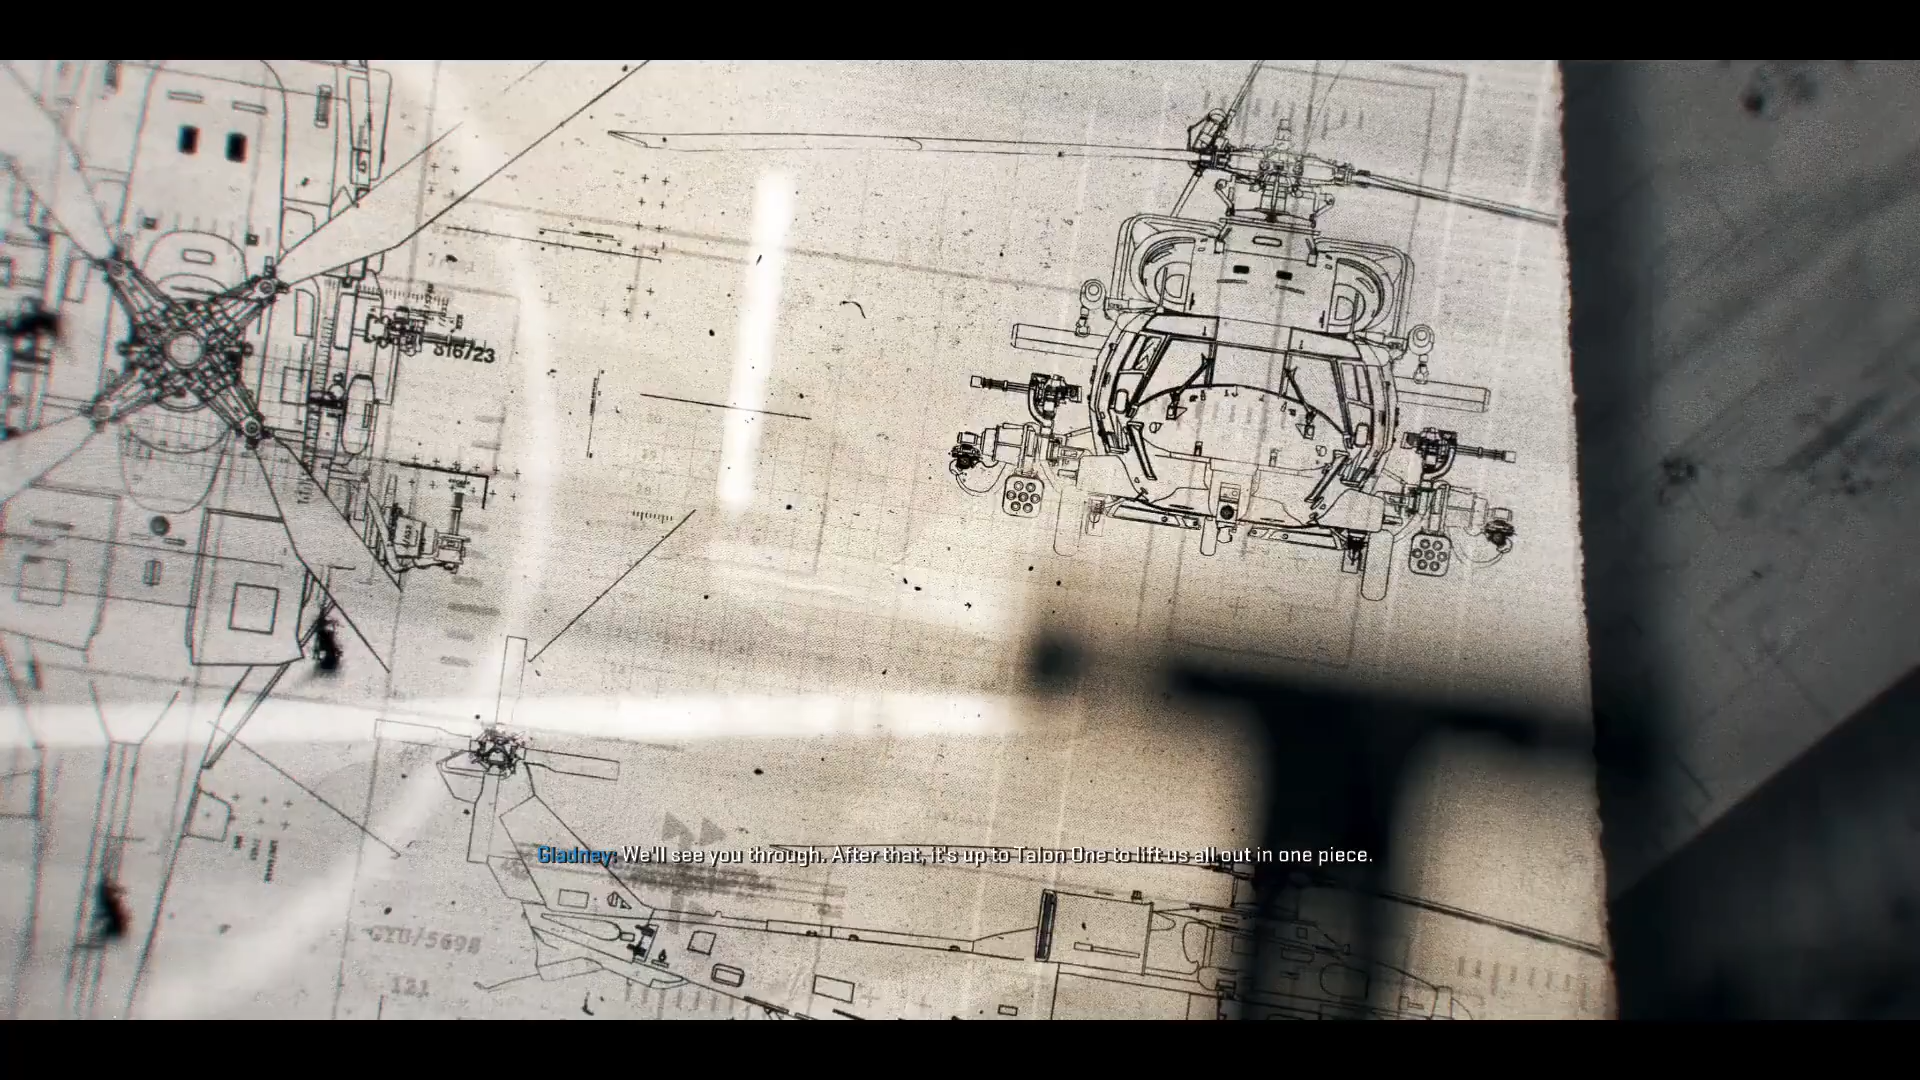 S16/23
Gladney: We'll see you through. After that, it's up to Talon One to lift us all out in one piece.
GYU/5698
121